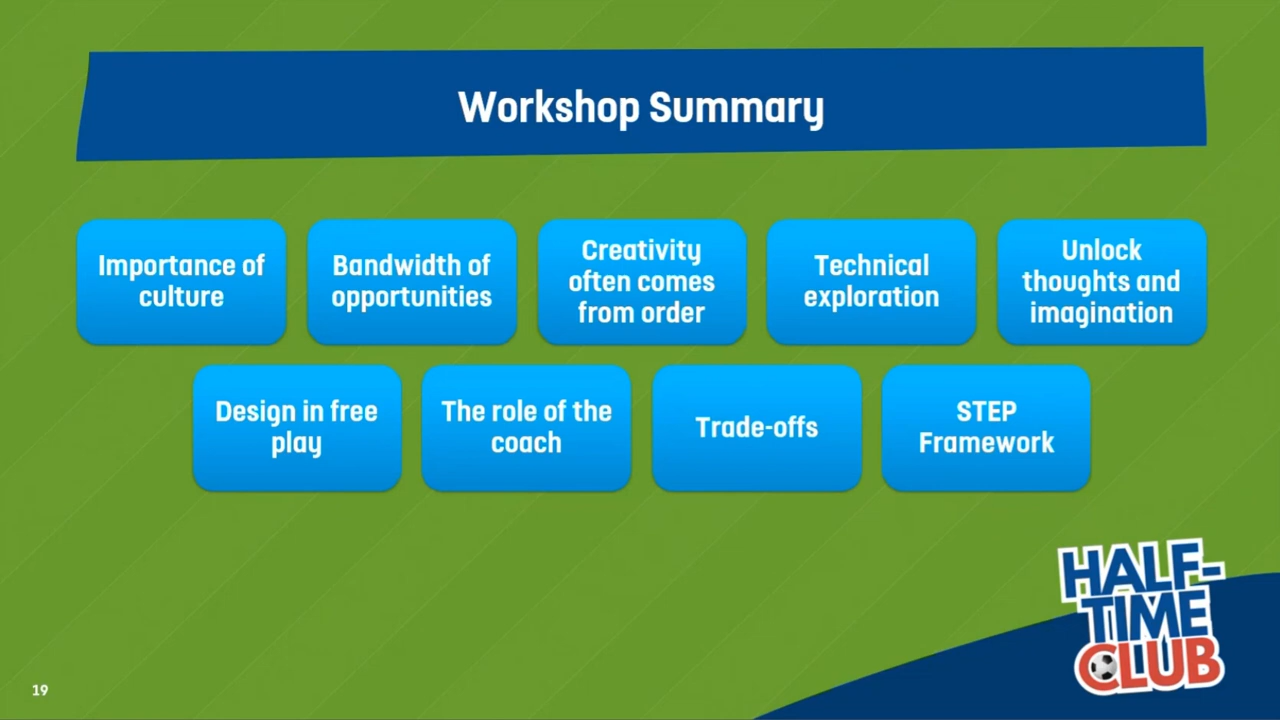 Workshop Summary
Importance of
culture
Bandwidth of
opportunities
Creativity
often comes
from order
Technical
exploration
Unlock
thoughts and
imagination
Design in free
play
The role of the
coach
Trade-offs
STEP
Framework
HALF-
TIME
CLUB
19